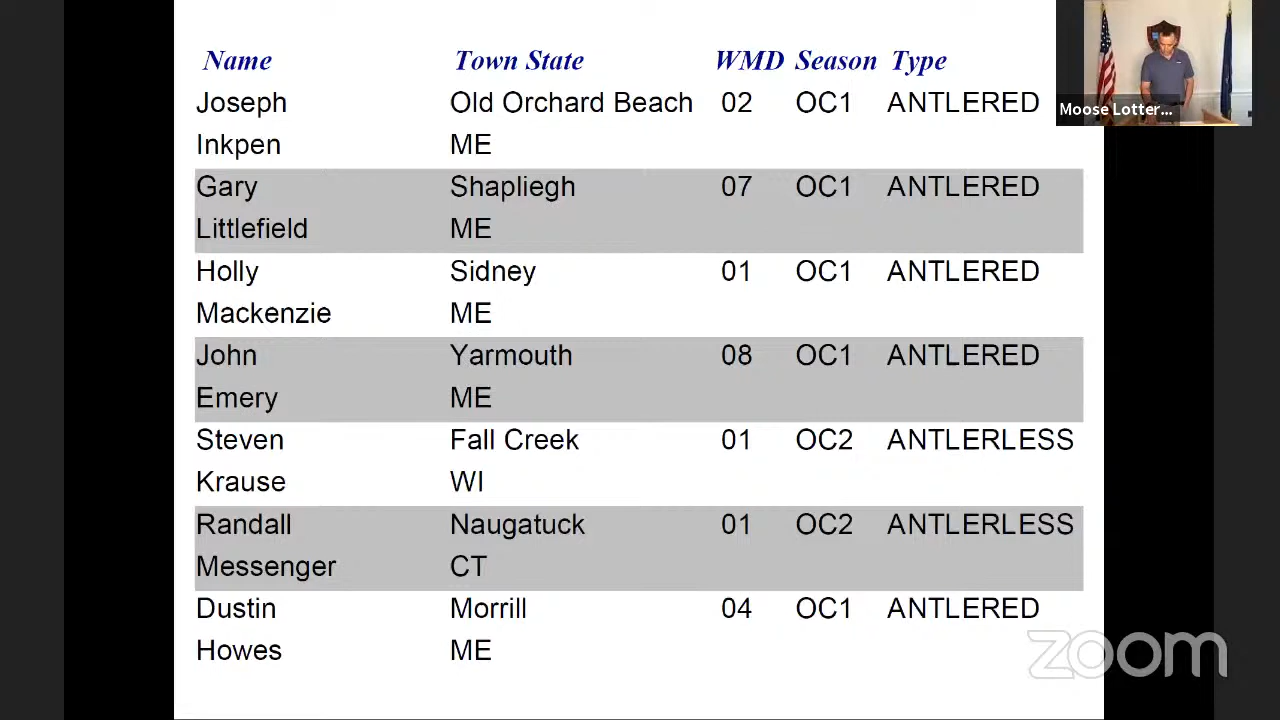 Name Town State WMD Season Type
Joseph Old Orchard Beach 02 OC1 ANTLERED
Inkpen ME
Gary Shapliegh 07 OC1 ANTLERED
Littlefield ME
Holly Sidney 01 OC1 ANTLERED
Mackenzie ME
John Yarmouth 08 OC1 ANTLERED
Emery ME
Steven Fall Creek 01 OC2 ANTLERLESS
Krause WI
Randall Naugatuck 01 OC2 ANTLERLESS
Messenger CT
Dustin Morrill 04 OC1 ANTLERED
Howes ME
Moose Lotter...
zoom